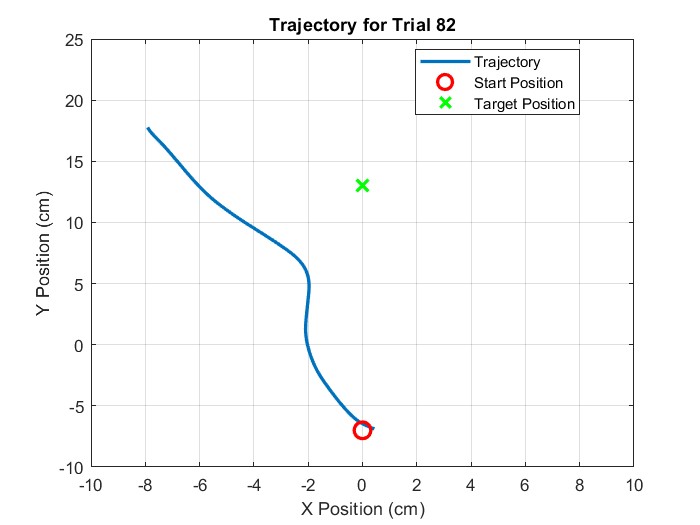 Trajectory for Trial 82
Trajectory
Start Position
Target Position
25
20
15
10
5
0
-5
-10
Y Position (cm)
-10 -8 -6 -4 -2 0 2 4 6 8 10
X Position (cm)